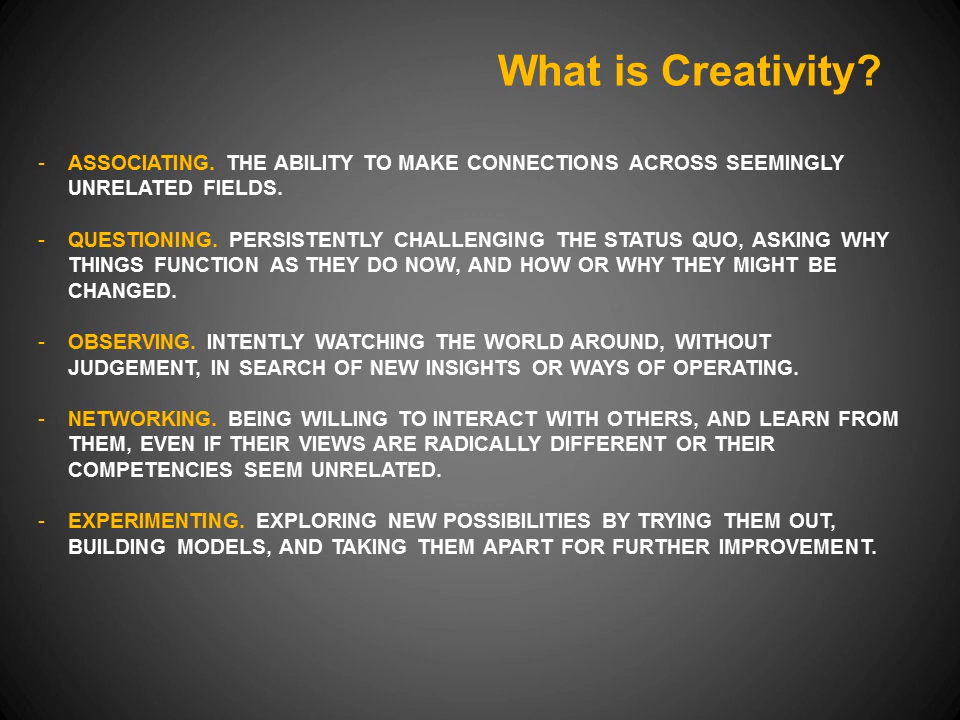 What is Creativity?
- ASSOCIATING. THE ABILITY TO MAKE CONNECTIONS ACROSS SEEMINGLY
UNRELATED FIELDS.
- QUESTIONING. PERSISTENTLY CHALLENGING THE STATUS QUO, ASKING WHY
THINGS FUNCTION AS THEY DO NOW, AND HOW OR WHY THEY MIGHT BE
CHANGED.
- OBSERVING. INTENTLY WATCHING THE WORLD AROUND, WITHOUT
JUDGEMENT, IN SEARCH OF NEW INSIGHTS OR WAYS OF OPERATING.
- NETWORKING. BEING WILLING TO INTERACT WITH OTHERS, AND LEARN FROM
THEM, EVEN IF THEIR VIEWS ARE RADICALLY DIFFERENT OR THEIR
COMPETENCIES SEEM UNRELATED.
- EXPERIMENTING. EXPLORING NEW POSSIBILITIES BY TRYING THEM OUT,
BUILDING MODELS, AND TAKING THEM APART FOR FURTHER IMPROVEMENT.